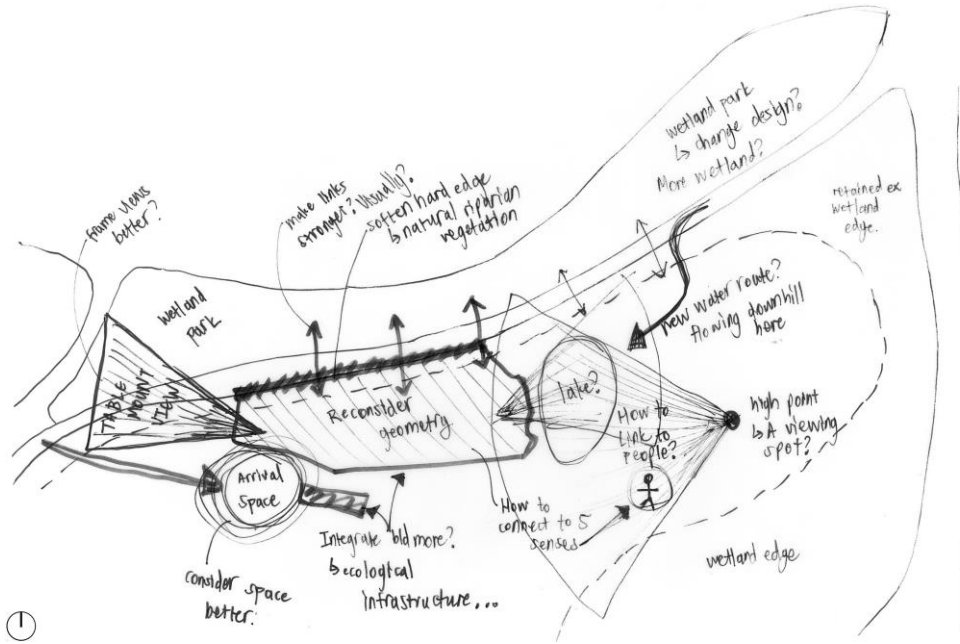 wetland park
↳ change design?
More wetland?
retained ex
wetland
edge.
frame views
better?
make links
stronger? Visually?
soften hard edge
↳ natural riparian
vegetation
wetland
park
new water route?
flowing downhill
here
TABLE
MOUNT
VIEW
Reconsider
geometry
lake?
How to
link to
people?
high point
↳ A viewing
spot?
Arrival
Space
How to
connect to 5
senses
Integrate bld more?
↳ ecological
infrastructure...
consider space
better.
wetland edge